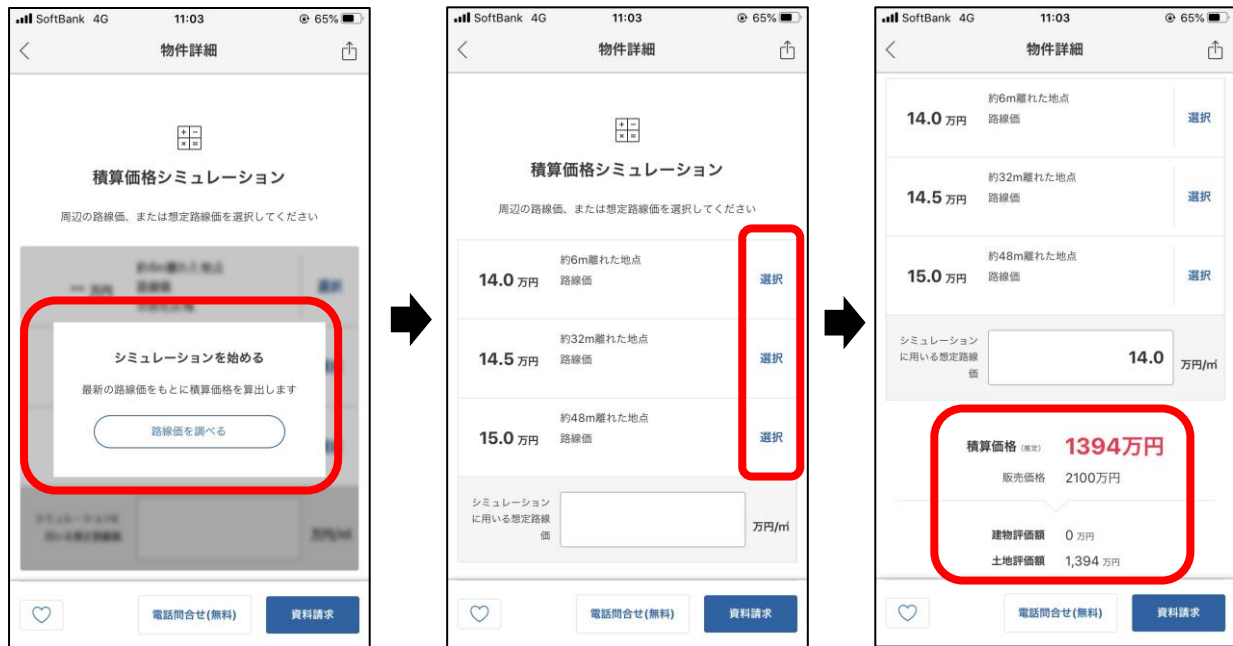 SoftBank 4G 11:03 65%
物件詳細
積算価格シミュレーション
周辺の路線価、または想定路線価を選択してください
シミュレーションを始める
最新の路線価をもとに積算価格を算出します
路線価を調べる
電話問合せ(無料) 資料請求
SoftBank 4G 11:03 65%
物件詳細
積算価格シミュレーション
周辺の路線価、または想定路線価を選択してください
約6m離れた地点
14.0 万円 路線価 選択
約32m離れた地点
14.5 万円 路線価 選択
約48m離れた地点
15.0 万円 路線価 選択
シミュレーション
に用いる想定路線
価
万円/㎡
電話問合せ(無料) 資料請求
SoftBank 4G 11:03 65%
物件詳細
約6m離れた地点
14.0 万円 路線価 選択
約32m離れた地点
14.5 万円 路線価 選択
約48m離れた地点
15.0 万円 路線価 選択
シミュレーション
に用いる想定路線
価
14.0 万円/㎡
積算価格 (推定) 1394万円
販売価格 2100万円
建物評価額 0 万円
土地評価額 1,394 万円
電話問合せ(無料) 資料請求